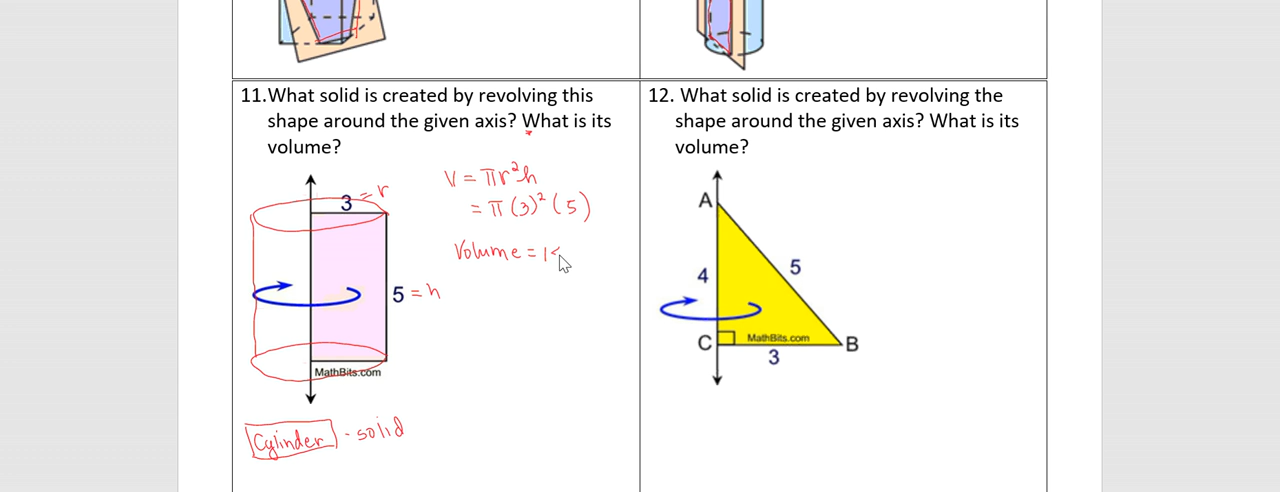 11.What solid is created by revolving this
shape around the given axis? What is its
volume?
3 = r
V = πr²h
= π (3)² (5)
Volume =
5 = h
MathBits.com
Cylinder - solid
12. What solid is created by revolving the
shape around the given axis? What is its
volume?
A
4
5
C
MathBits.com
B
3